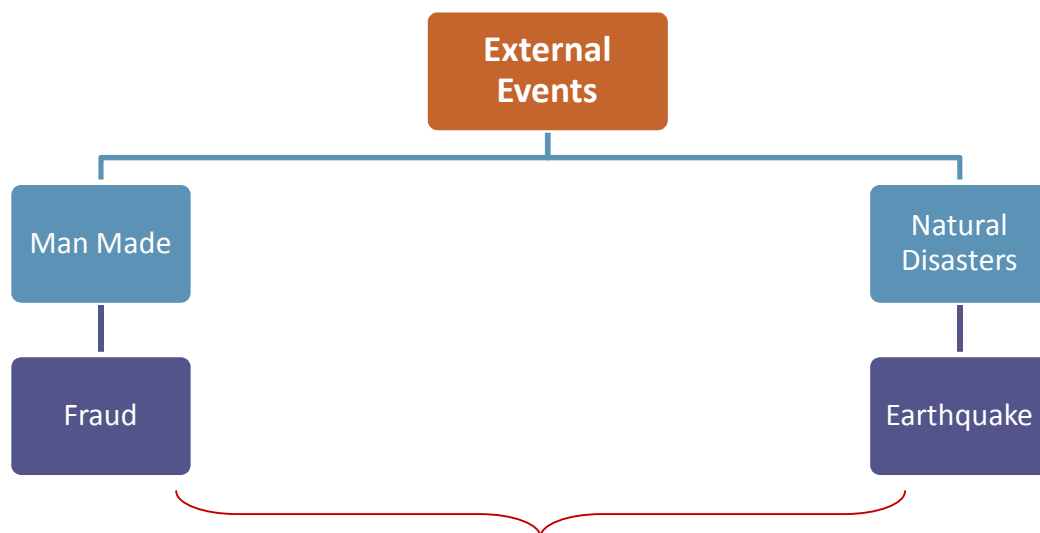 External
Events
Man Made
Natural
Disasters
Fraud
Earthquake